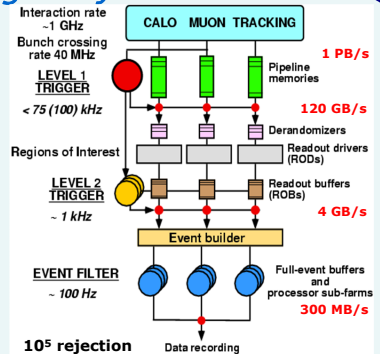 Interaction rate
~1 GHz
CALO MUON TRACKING
Bunch crossing
rate 40 MHz
1 PB/s
LEVEL 1
TRIGGER
Pipeline
memories
< 75 (100) kHz
120 GB/s
Derandomizers
Regions of Interest
Readout drivers
(RODs)
LEVEL 2
TRIGGER
Readout buffers
(ROBs)
~ 1 kHz
4 GB/s
Event builder
EVENT FILTER
Full-event buffers
and
processor sub-farms
~ 100 Hz
300 MB/s
10⁵ rejection
Data recording